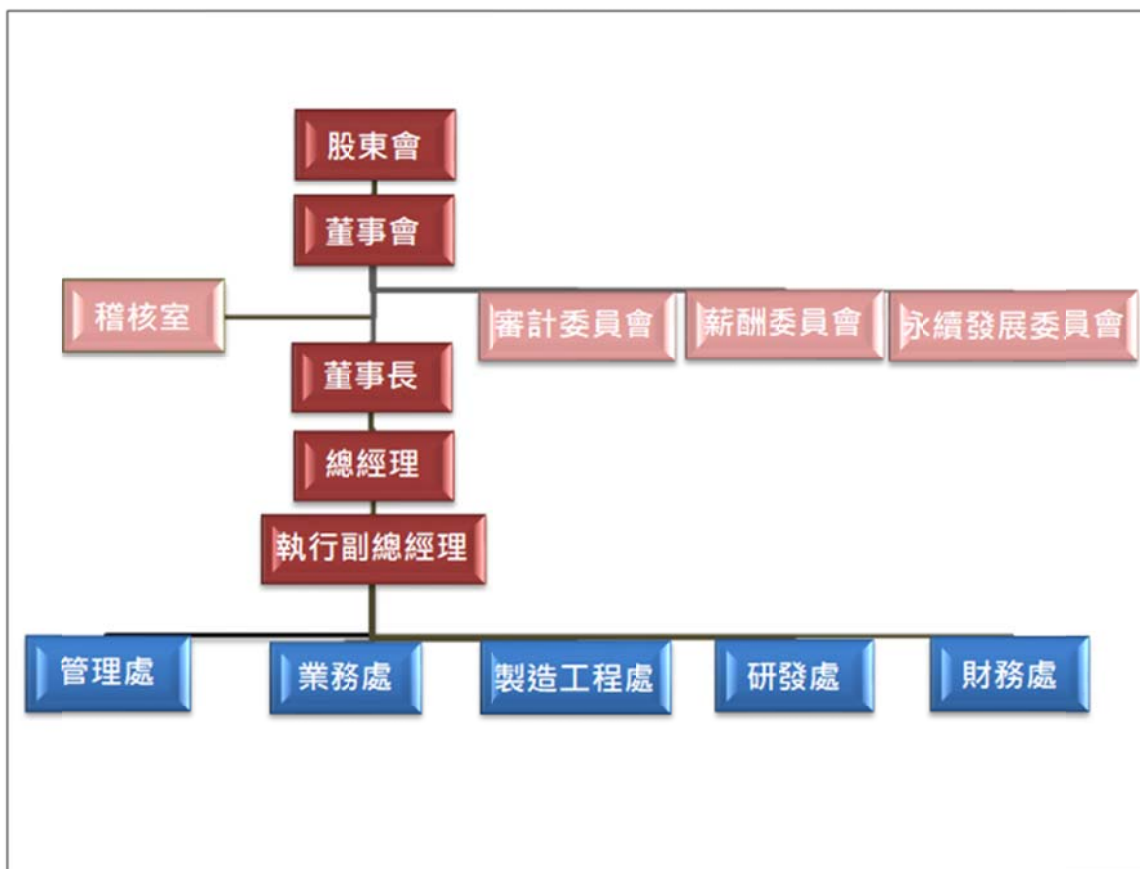 股東會
董事會
稽核室
審計委員會
薪酬委員會
永續發展委員會
董事長
總經理
執行副總經理
管理處
業務處
製造工程處
研發處
財務處